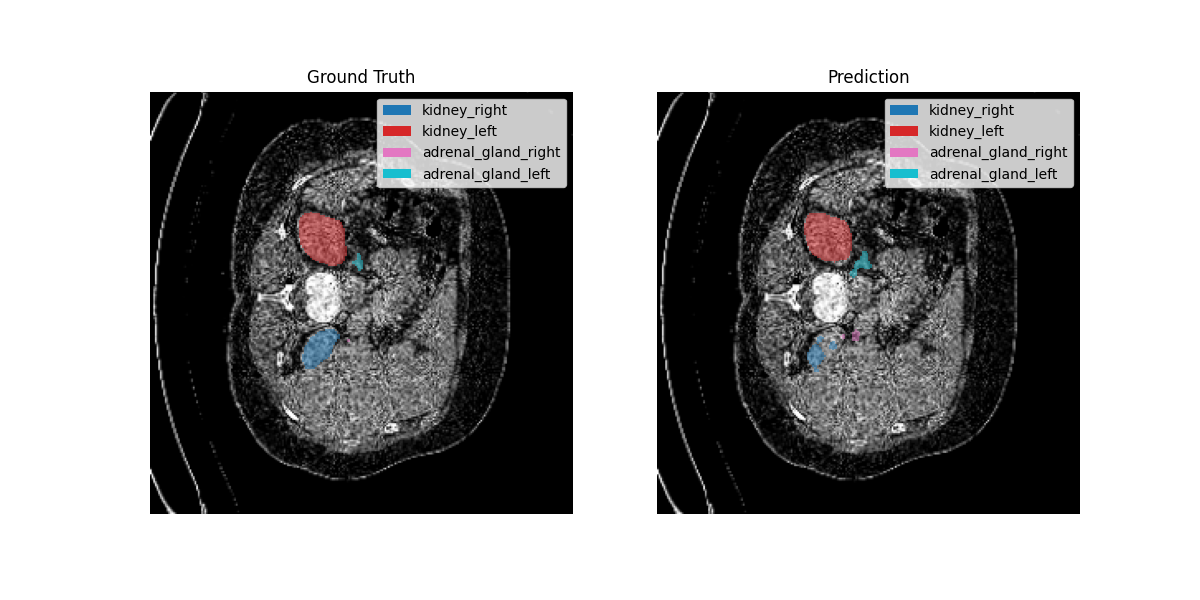 Ground Truth
kidney_right
kidney_left
adrenal_gland_right
adrenal_gland_left
Prediction
kidney_right
kidney_left
adrenal_gland_right
adrenal_gland_left